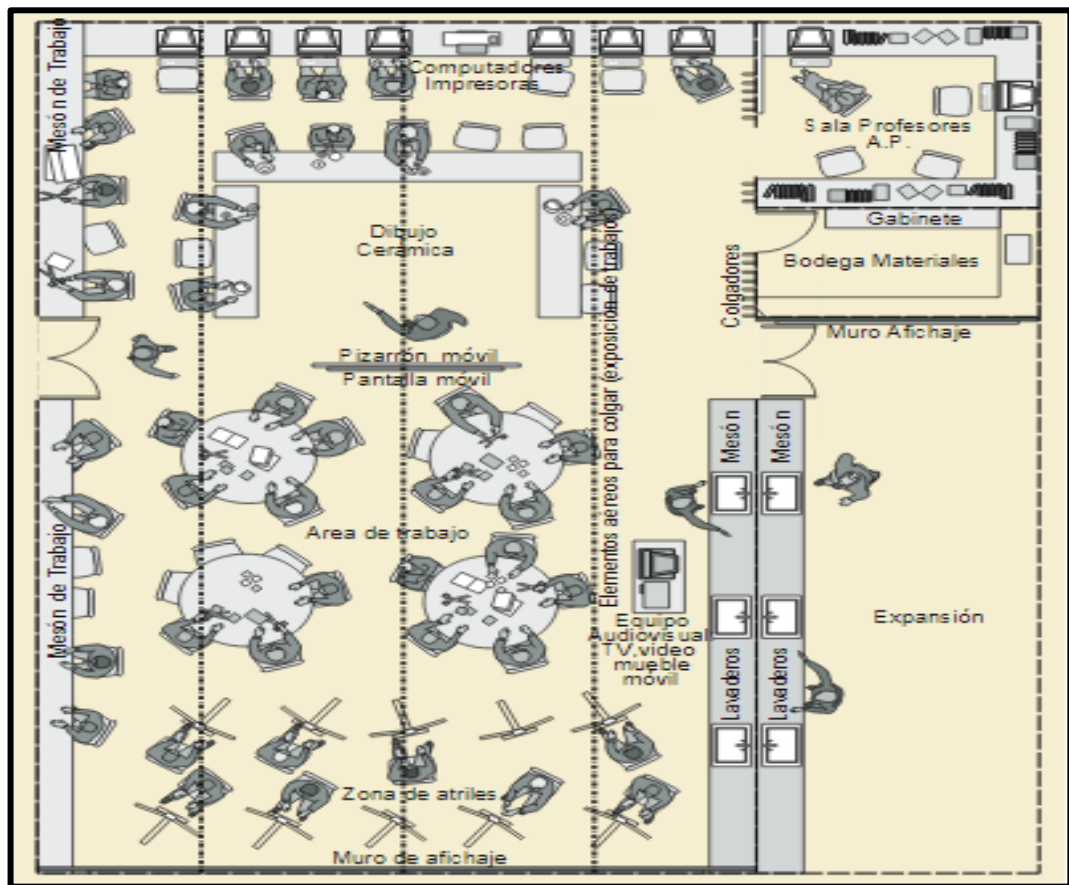 Mesón de Trabajo
Computadores
Impresoras
Sala Profesores
A.P.
Gabinete
Bodega Materiales
Dibujo
Ceramica
Colgadores
Muro Afichaje
Pizarrón móvil
Pantalla móvil
Elementos aereos para colgar (exposición de trabajos)
Mesón
Mesón
Area de trabajo
Mesón de Trabajo
Equipo
Audiovisual
TV,video
mueble
móvil
Expansión
Lavaderos
Lavaderos
Zona de atriles
Muro de afichaje